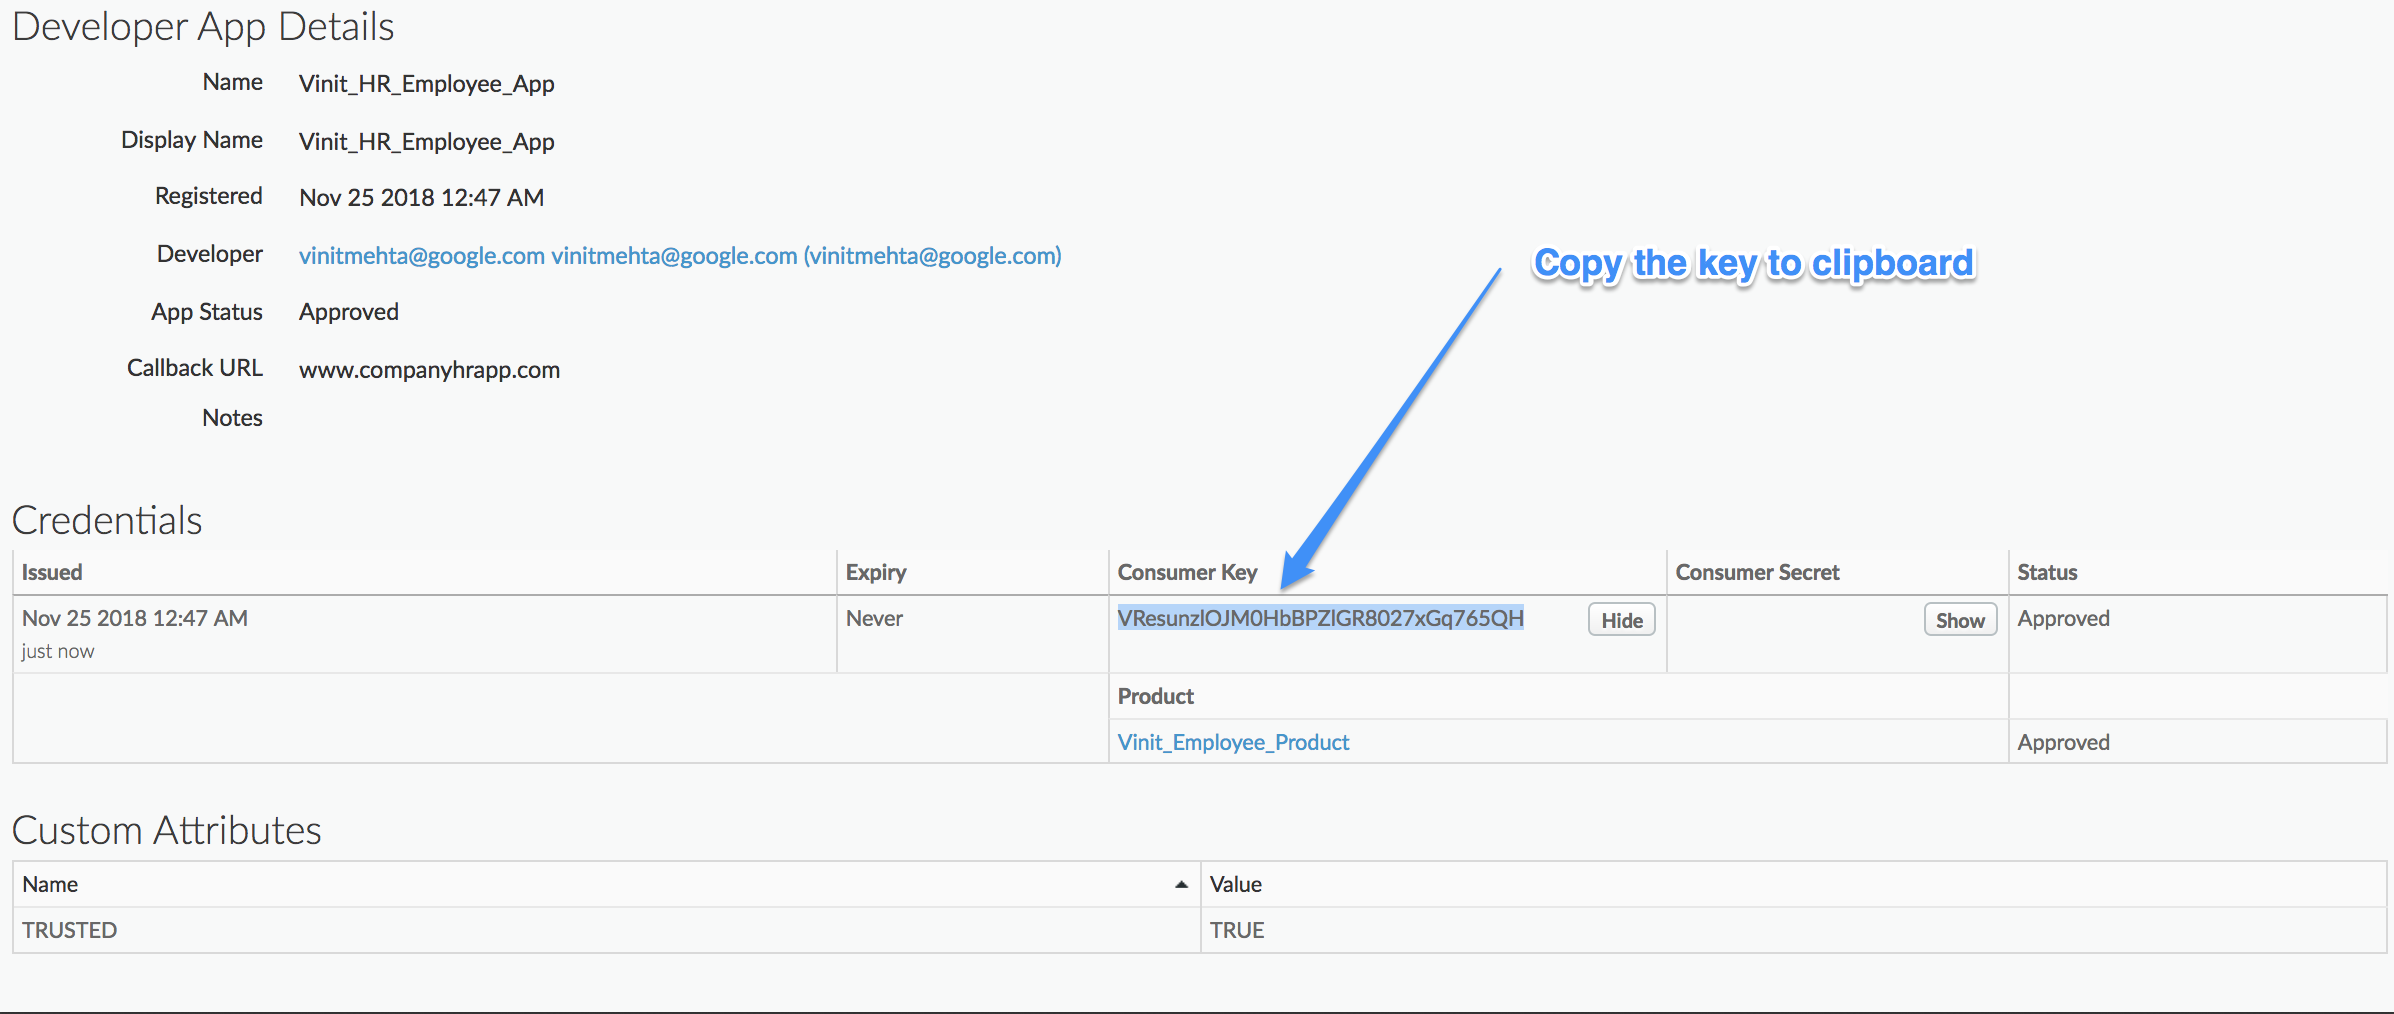 Developer App Details
Name Vinit_HR_Employee_App
Display Name Vinit_HR_Employee_App
Registered Nov 25 2018 12:47 AM
Developer vinitmehta@google.com vinitmehta@google.com (vinitmehta@google.com)
Copy the key to clipboard
App Status Approved
Callback URL www.companyhrapp.com
Notes
Credentials
Issued Expiry Consumer Key Consumer Secret Status
Nov 25 2018 12:47 AM Never VResunzlOJM0HbBPZlGR8027xGq765QH Hide Show Approved
just now
Product
Vinit_Employee_Product Approved
Custom Attributes
Name Value
TRUSTED TRUE